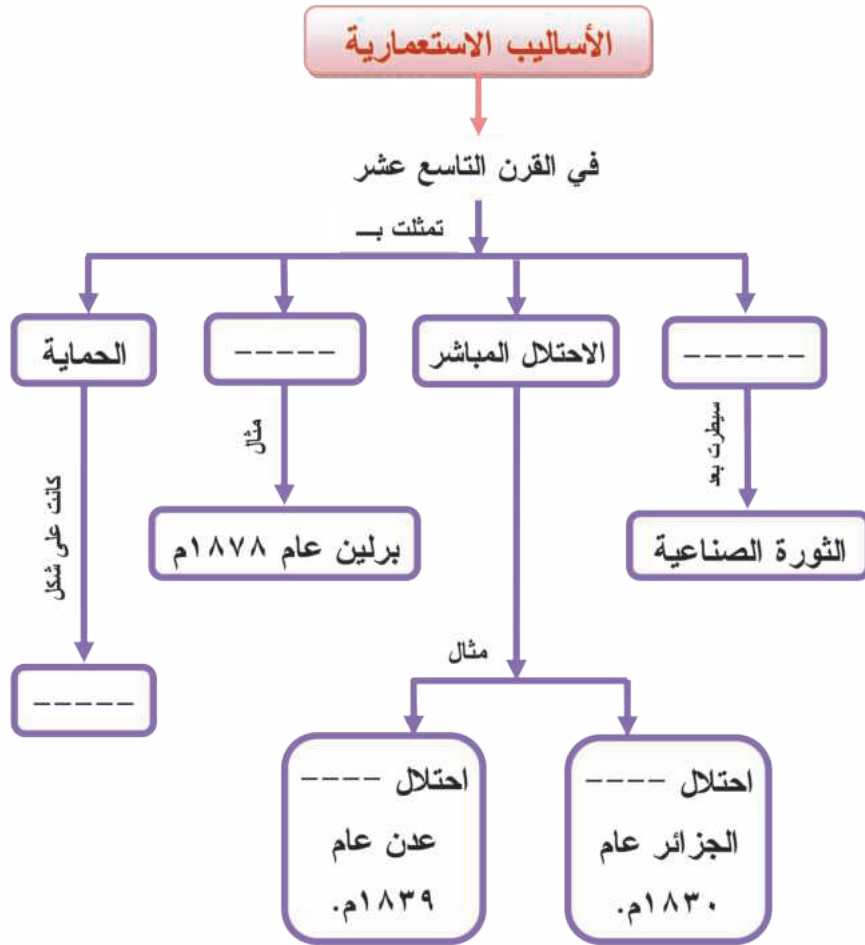 الأساليب الاستعمارية
في القرن التاسع عشر
تمثلت بـــ
------
الاحتلال المباشر
-----
الحماية
سيطرت بعد
مثال
كانت على شكل
الثورة الصناعية
برلين عام ١٨٧٨م
-----
مثال
احتلال ----
الجزائر عام
١٨٣٠م.
احتلال ----
عدن عام
١٨٣٩م.